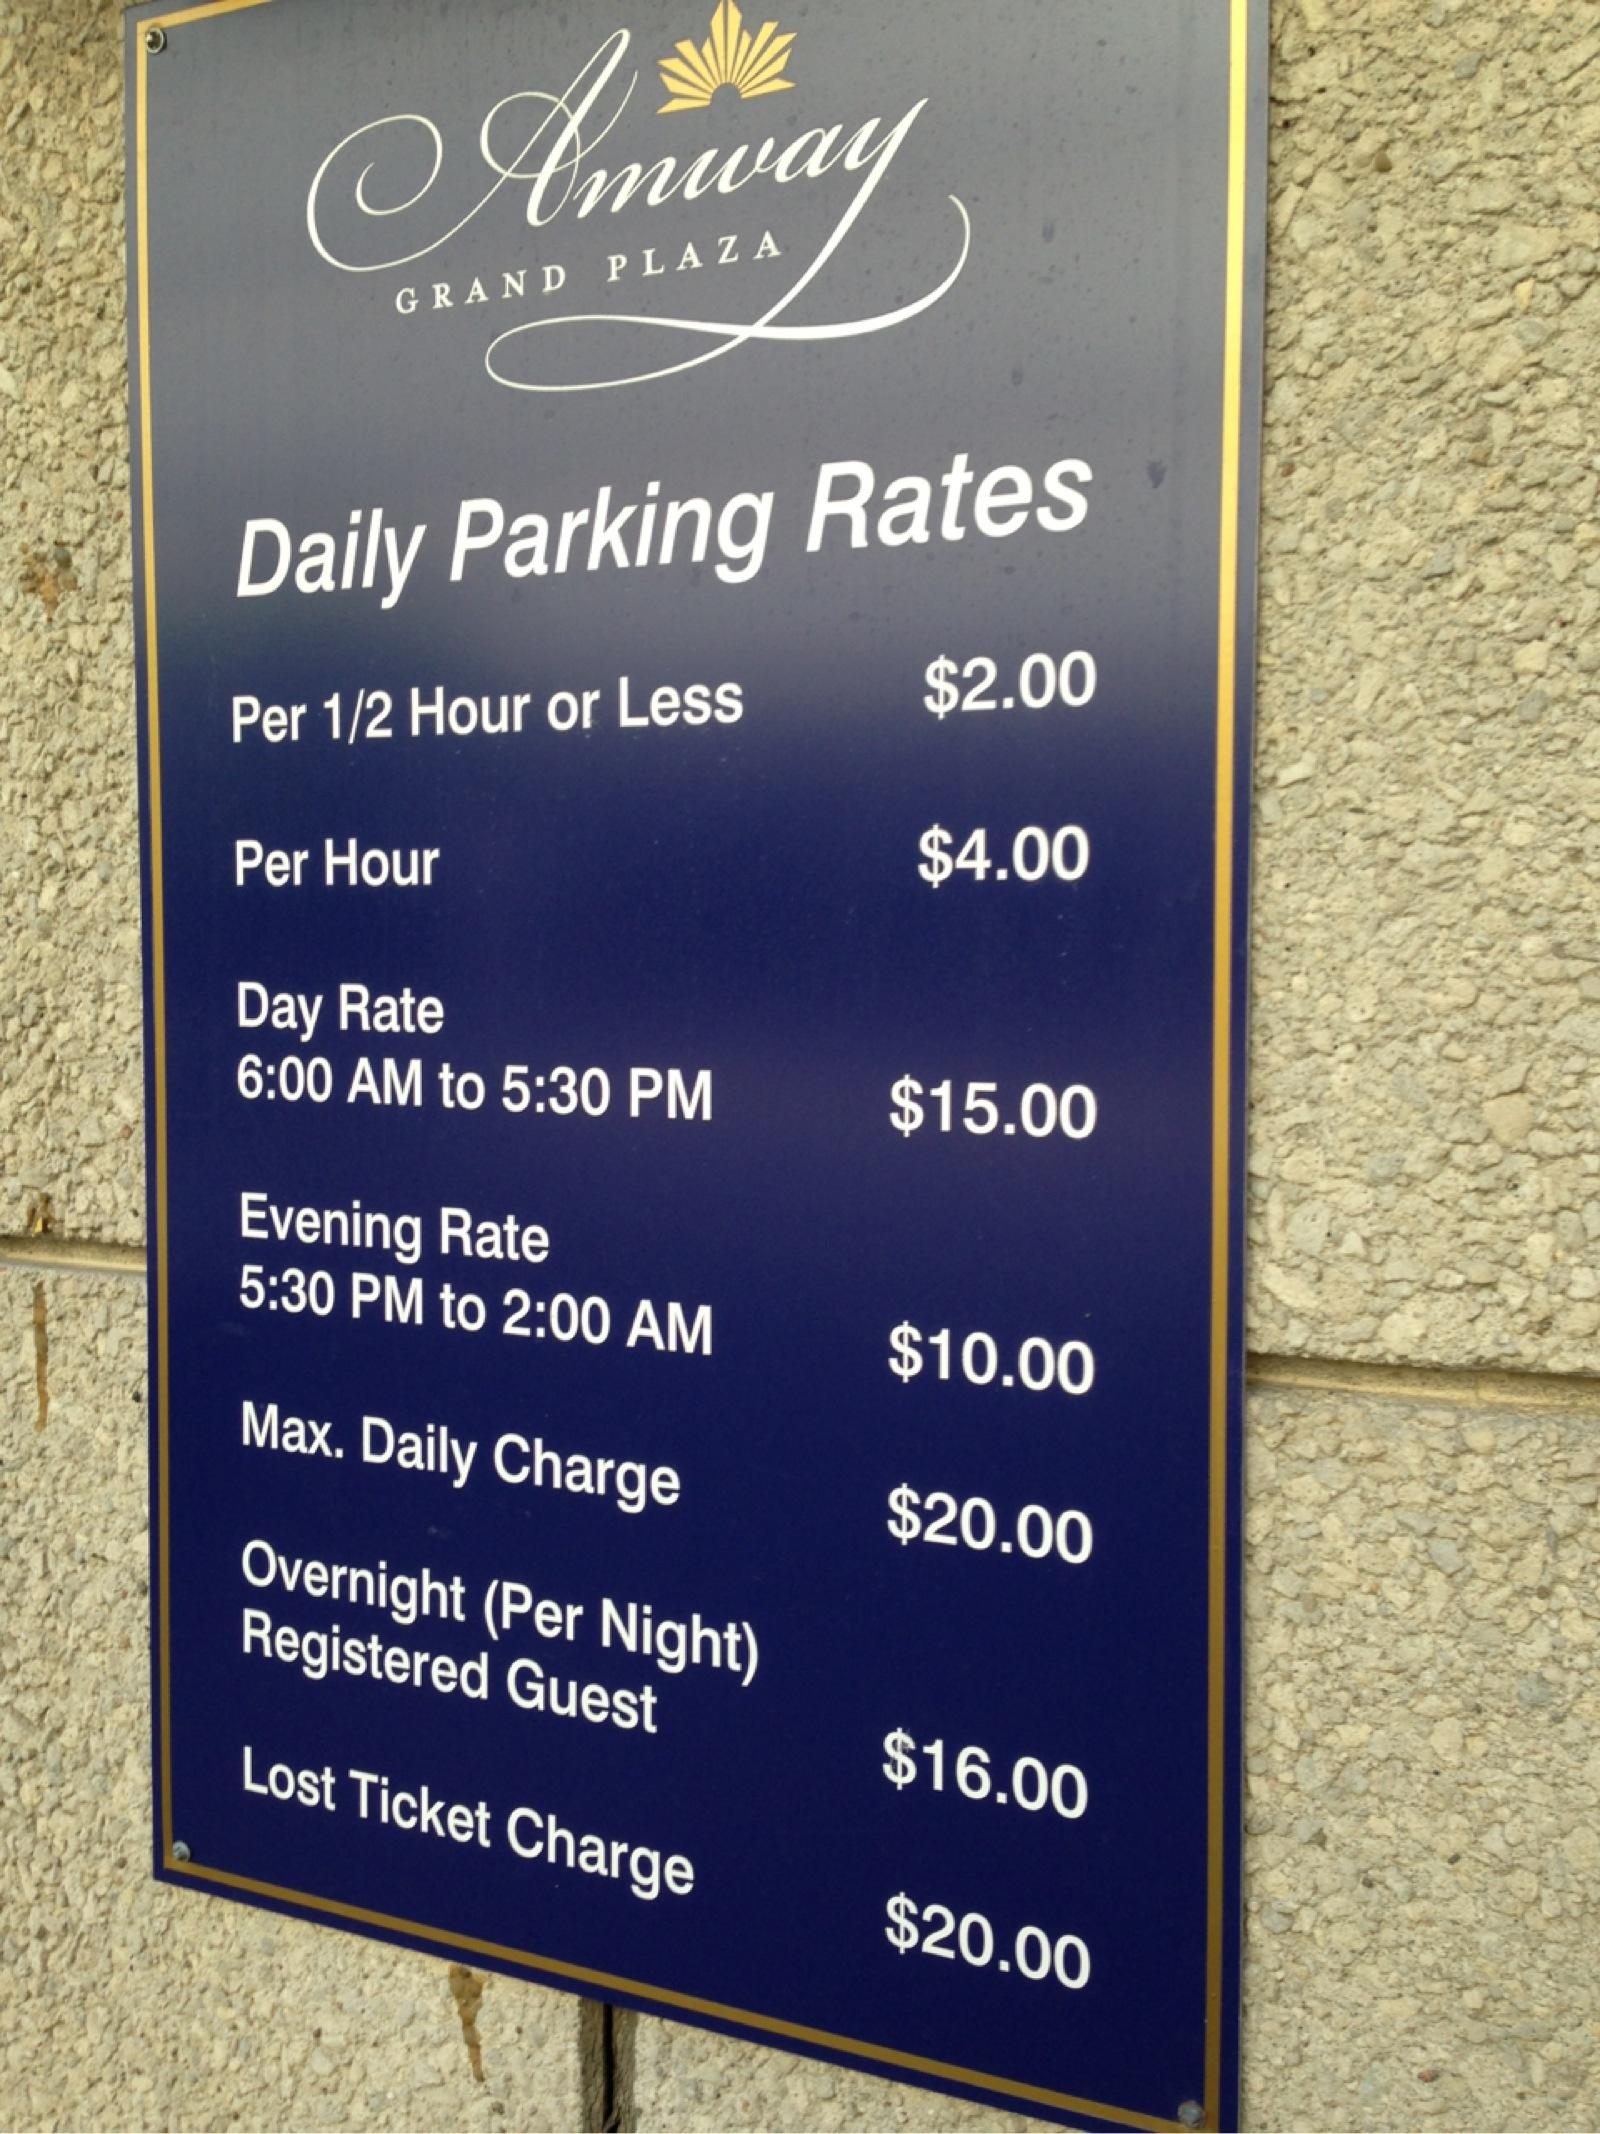 Amway
GRAND PLAZA
Daily Parking Rates
Per 1/2 Hour or Less $2.00
Per Hour $4.00
Day Rate
6:00 AM to 5:30 PM $15.00
Evening Rate
5:30 PM to 2:00 AM $10.00
Max. Daily Charge $20.00
Overnight (Per Night)
Registered Guest $16.00
Lost Ticket Charge $20.00